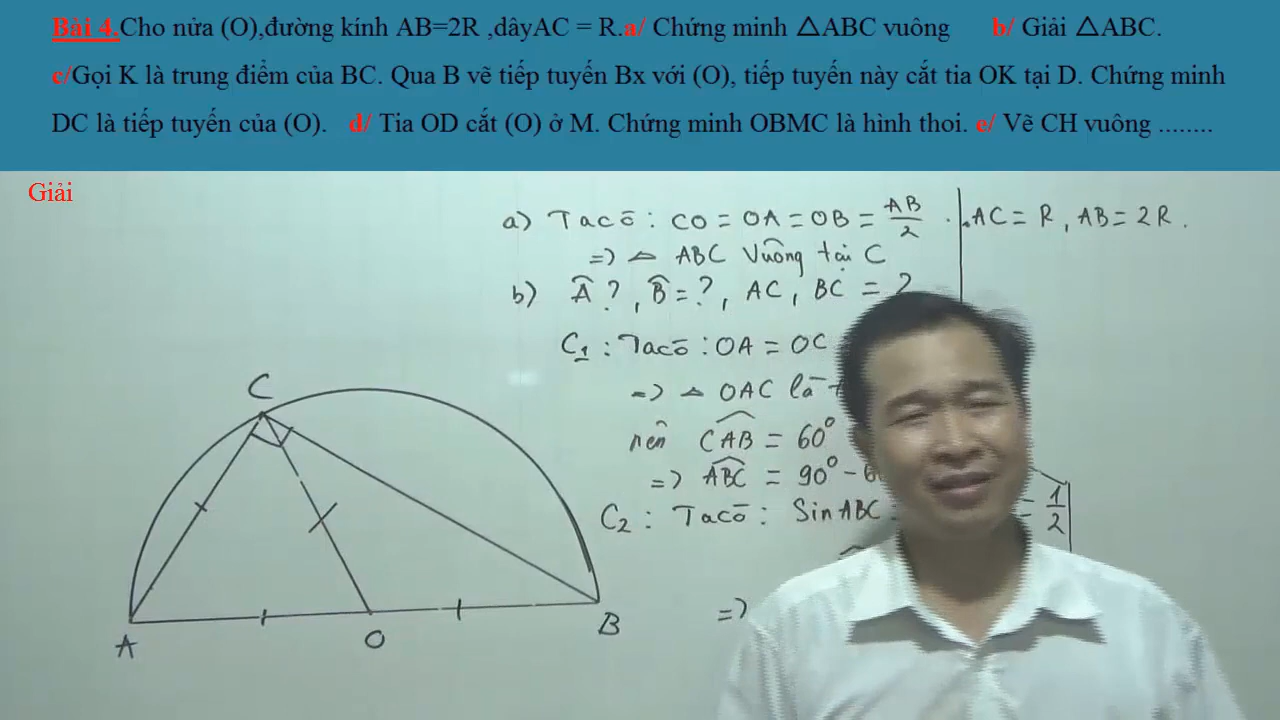 Bài 4.Cho nửa (O),đường kính AB=2R ,dâyAC = R.a/ Chứng minh △ABC vuông b/ Giải △ABC.
c/Gọi K là trung điểm của BC. Qua B vẽ tiếp tuyến Bx với (O), tiếp tuyến này cắt tia OK tại D. Chứng minh
DC là tiếp tuyến của (O). d/ Tia OD cắt (O) ở M. Chứng minh OBMC là hình thoi. e/ Vẽ CH vuông ........
Giải
a) Ta có : CO = OA = OB = AB/2 . AC = R , AB = 2R .
=> △ ABC Vuông tại C
b) Â ? , B̂ = ? , AC , BC = ?
C1 : Ta có : OA = OC
=> △ OAC là
nên CAB = 60°
=> ABC = 90° -
C2 : Ta có : Sin ABC = 1/2
=>
C
A
O
B